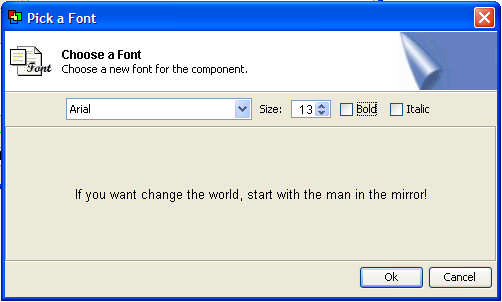 Pick a Font
Choose a Font
Choose a new font for the component.
Font
Arial Size: 13 Bold Italic
If you want change the world, start with the man in the mirror!
Ok Cancel